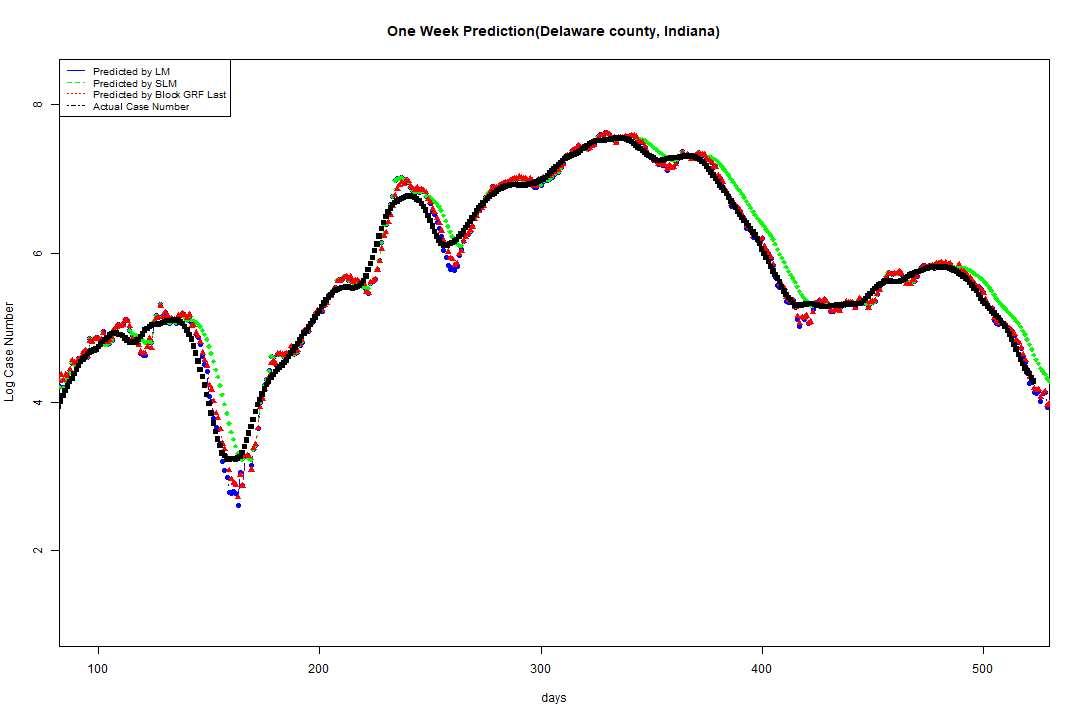 One Week Prediction(Delaware county, Indiana)
Predicted by LM
Predicted by SLM
Predicted by Block GRF Last
Actual Case Number
8
6
4
2
Log Case Number
100 200 300 400 500
days